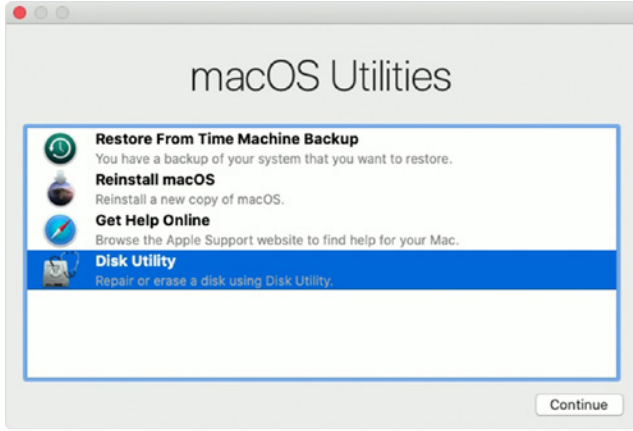 macOS Utilities
Restore From Time Machine Backup
You have a backup of your system that you want to restore.
Reinstall macOS
Reinstall a new copy of macOS.
Get Help Online
Browse the Apple Support website to find help for your Mac.
Disk Utility
Repair or erase a disk using Disk Utility.
Continue